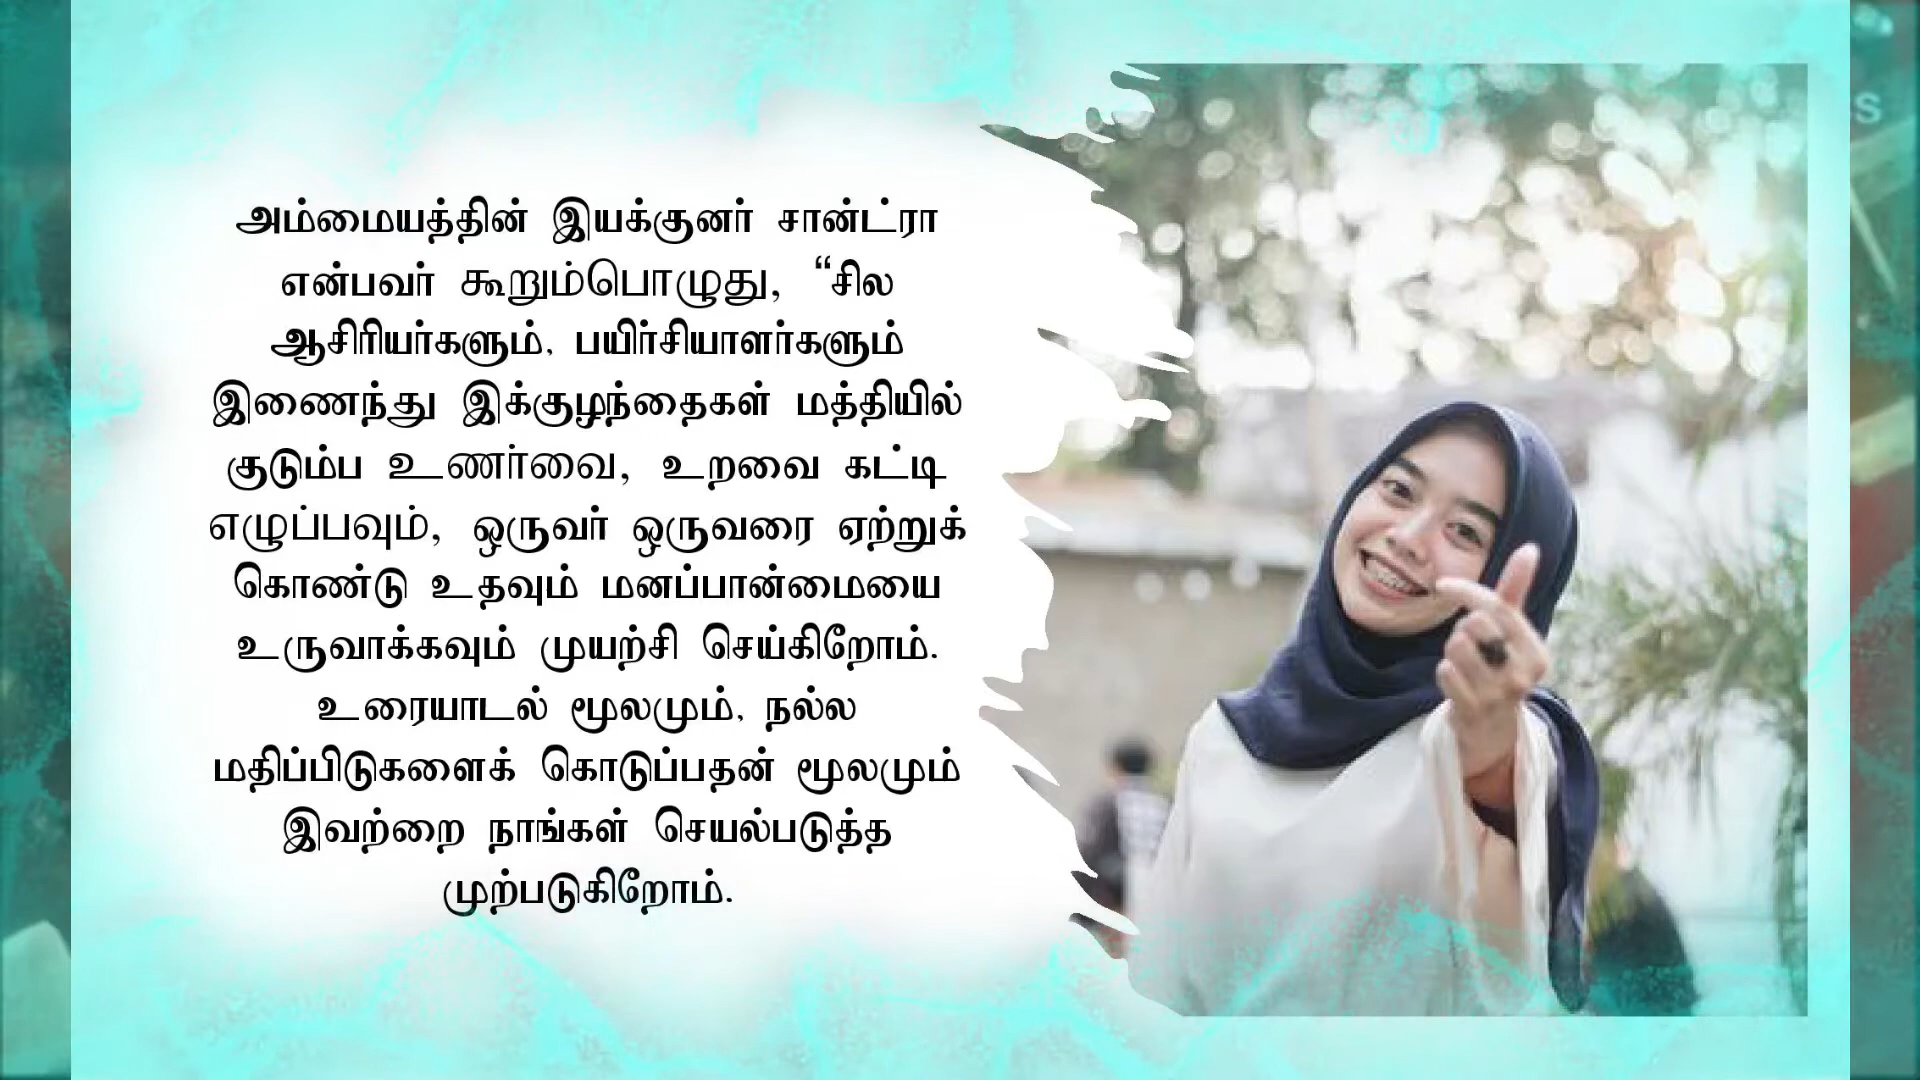 அம்மையத்தின் இயக்குனர் சான்ட்ரா
என்பவர் கூறும்பொழுது, “சில
ஆசிரியர்களும், பயிர்சியாளர்களும்
இணைந்து இக்குழந்தைகள் மத்தியில்
குடும்ப உணர்வை, உறவை கட்டி
எழுப்பவும், ஒருவர் ஒருவரை ஏற்றுக்
கொண்டு உதவும் மனப்பான்மையை
உருவாக்கவும் முயற்சி செய்கிறோம்.
உரையாடல் மூலமும், நல்ல
மதிப்பிடுகளைக் கொடுப்பதன் மூலமும்
இவற்றை நாங்கள் செயல்படுத்த
முற்படுகிறோம்.